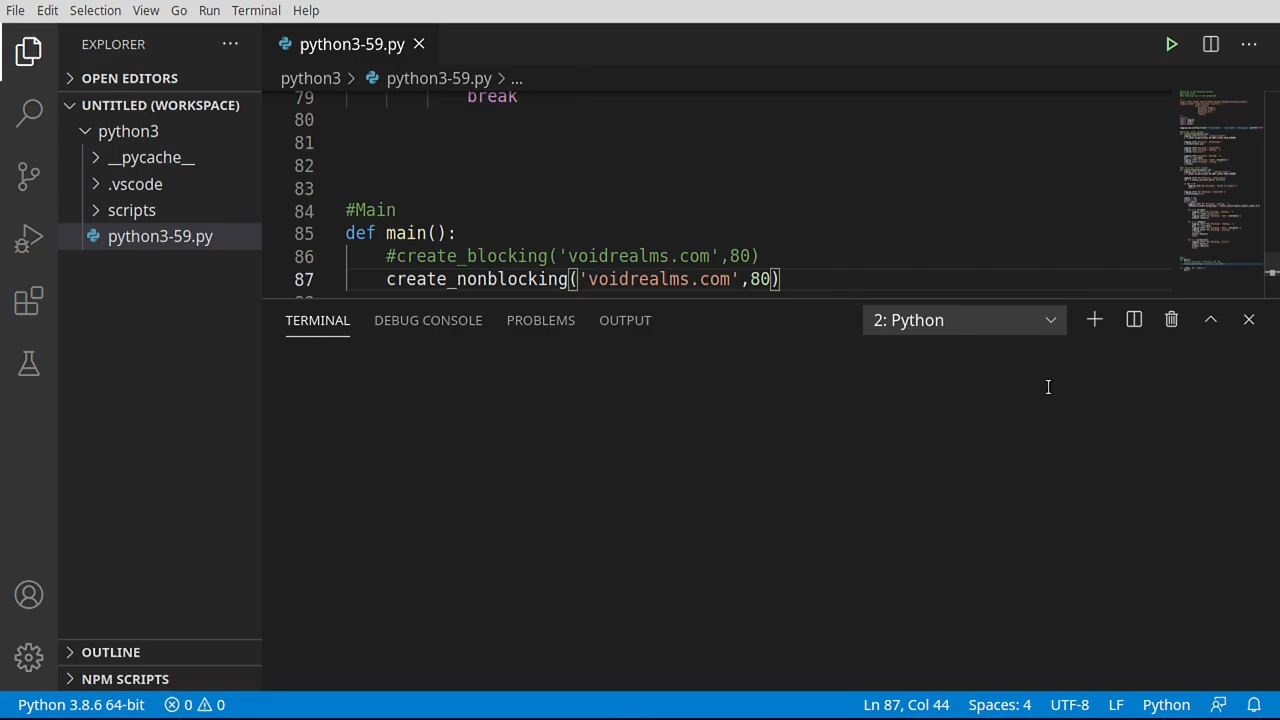 File Edit Selection View Go Run Terminal Help
EXPLORER
python3-59.py
OPEN EDITORS
python3 > python3-59.py > ...
UNTITLED (WORKSPACE)
python3
__pycache__
.vscode
scripts
python3-59.py
79 break
80
81
82
83
84 #Main
85 def main():
86 #create_blocking('voidrealms.com',80)
87 create_nonblocking('voidrealms.com',80)
TERMINAL DEBUG CONSOLE PROBLEMS OUTPUT 2: Python
OUTLINE
NPM SCRIPTS
Python 3.8.6 64-bit 0 0 Ln 87, Col 44 Spaces: 4 UTF-8 LF Python